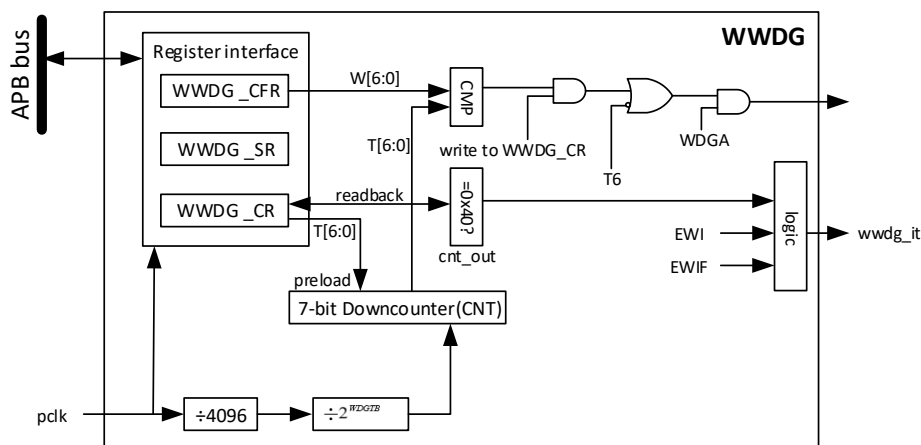 WWDG
APB bus
Register interface
WWDG _CFR
W[6:0]
CMP
WWDG _SR
T[6:0]
write to WWDG_CR
WDGA
T6
WWDG _CR
readback
=0x40?
logic
T[6:0]
cnt_out
EWI
wwdg_it
EWIF
preload
7-bit Downcounter(CNT)
pclk
÷4096
÷2^WDGTB